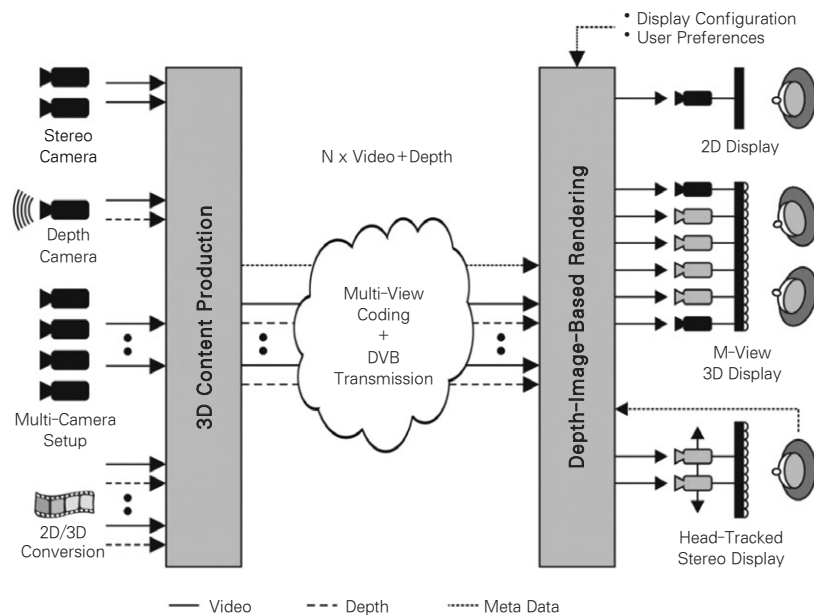 • Display Configuration
• User Preferences
Stereo
Camera
Depth
Camera
Multi-Camera
Setup
2D/3D
Conversion
3D Content Production
N x Video+Depth
Multi-View
Coding
+
DVB
Transmission
Depth-Image-Based Rendering
2D Display
M-View
3D Display
Head-Tracked
Stereo Display
Video
Depth
Meta Data